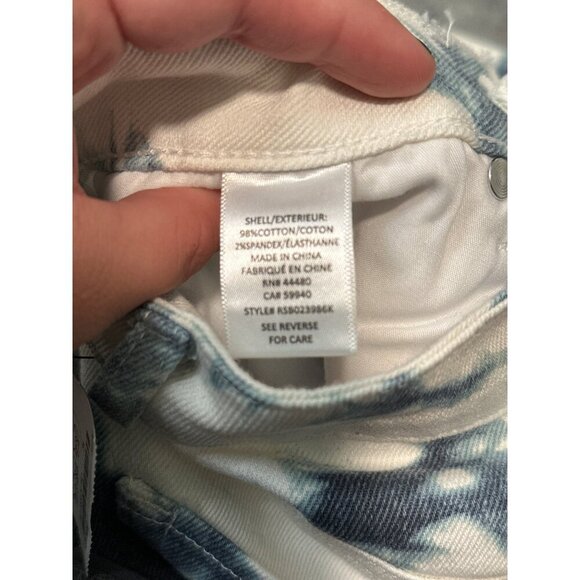 SHELL/EXTERIEUR:
98%COTTON/COTON
2%SPANDEX/ÉLASTHANNE
MADE IN CHINA
FABRIQUÉ EN CHINE
RN# 44480
CA# 59940
STYLE# RSB023986K
SEE REVERSE
FOR CARE